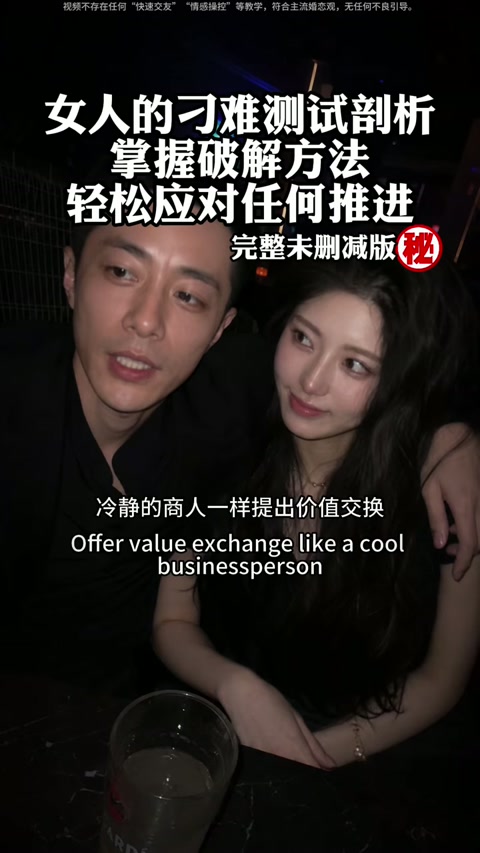 视频不存在任何“快速交友”“情感操控”等教学，符合主流婚恋观，无任何不良引导。
女人的刁难测试剖析
掌握破解方法
轻松应对任何推进
完整未删减版 秘
冷静的商人一样提出价值交换
Offer value exchange like a cool
businessperson